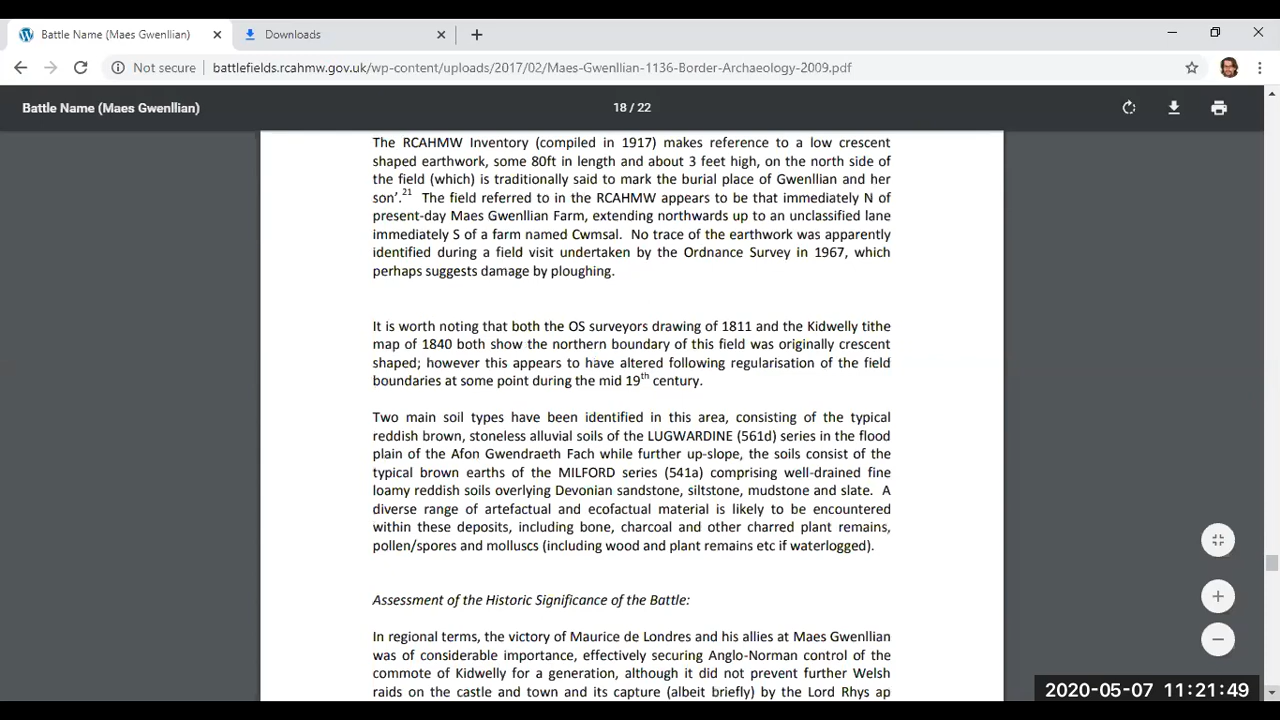 Battle Name (Maes Gwenllian)
Downloads
Not secure
battlefields.rcahmw.gov.uk/wp-content/uploads/2017/02/Maes-Gwenllian-1136-Border-Archaeology-2009.pdf
Battle Name (Maes Gwenllian)
18 / 22
The RCAHMW Inventory (compiled in 1917) makes reference to a low crescent
shaped earthwork, some 80ft in length and about 3 feet high, on the north side of
the field (which) is traditionally said to mark the burial place of Gwenllian and her
son'.21 The field referred to in the RCAHMW appears to be that immediately N of
present-day Maes Gwenllian Farm, extending northwards up to an unclassified lane
immediately S of a farm named Cwmsal. No trace of the earthwork was apparently
identified during a field visit undertaken by the Ordnance Survey in 1967, which
perhaps suggests damage by ploughing.
It is worth noting that both the OS surveyors drawing of 1811 and the Kidwelly tithe
map of 1840 both show the northern boundary of this field was originally crescent
shaped; however this appears to have altered following regularisation of the field
boundaries at some point during the mid 19th century.
Two main soil types have been identified in this area, consisting of the typical
reddish brown, stoneless alluvial soils of the LUGWARDINE (561d) series in the flood
plain of the Afon Gwendraeth Fach while further up-slope, the soils consist of the
typical brown earths of the MILFORD series (541a) comprising well-drained fine
loamy reddish soils overlying Devonian sandstone, siltstone, mudstone and slate. A
diverse range of artefactual and ecofactual material is likely to be encountered
within these deposits, including bone, charcoal and other charred plant remains,
pollen/spores and molluscs (including wood and plant remains etc if waterlogged).
Assessment of the Historic Significance of the Battle:
In regional terms, the victory of Maurice de Londres and his allies at Maes Gwenllian
was of considerable importance, effectively securing Anglo-Norman control of the
commote of Kidwelly for a generation, although it did not prevent further Welsh
raids on the castle and town and its capture (albeit briefly) by the Lord Rhys ap
2020-05-07 11:21:49